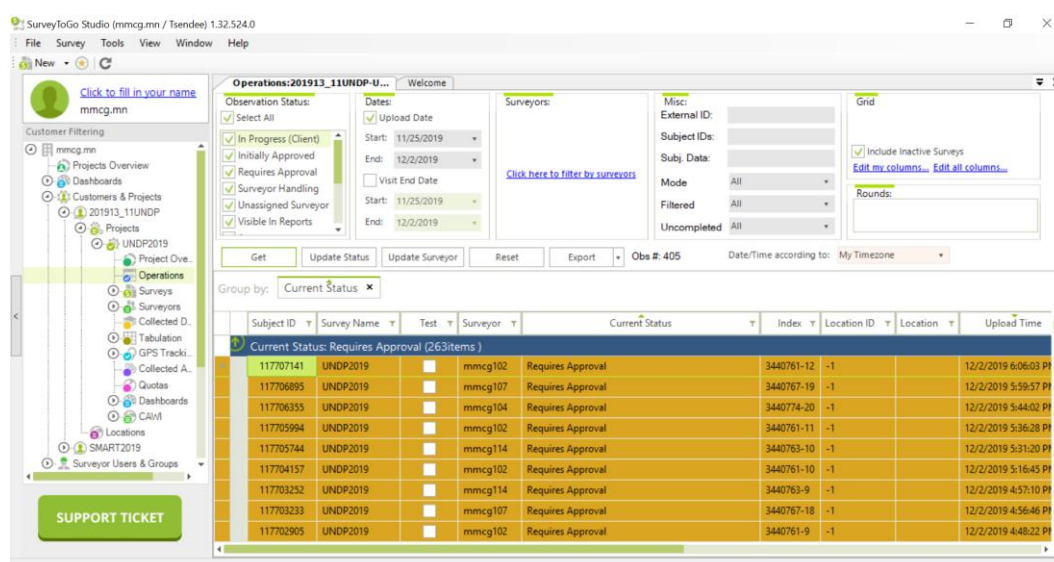 SurveyToGo Studio (mmcg.mn / Tsendee) 1.32.524.0
File Survey Tools View Window Help
New
Click to fill in your name
mmcg.mn
Customer Filtering
mmcg.mn
Projects Overview
Dashboards
Customers & Projects
201913_11UNDP
Projects
UNDP2019
Project Ove..
Operations
Surveys
Surveyors
Collected D..
Tabulation
GPS Tracki..
Collected A..
Quotas
Dashboards
CAWI
Locations
SMART2019
Surveyor Users & Groups
SUPPORT TICKET
Operations:201913_11UNDP-U... Welcome
Observation Status:
Select All
In Progress (Client)
Initially Approved
Requires Approval
Surveyor Handling
Unassigned Surveyor
Visible In Reports
Dates:
Upload Date
Start: 11/25/2019
End: 12/2/2019
Visit End Date
Start: 11/25/2019
End: 12/2/2019
Surveyors:
Click here to filter by surveyors
Misc:
External ID:
Subject IDs:
Subj. Data:
Mode All
Filtered All
Uncompleted All
Grid
Include Inactive Surveys
Edit my columns... Edit all columns...
Rounds:
Get Update Status Update Surveyor Reset Export Obs #: 405 Date/Time according to: My Timezone
Group by: Current Status ×
Subject ID Survey Name Test Surveyor Current Status Index Location ID Location Upload Time
Current Status: Requires Approval (263items )
117707141 UNDP2019 mmcg102 Requires Approval 3440761-12 -1 12/2/2019 6:06:03 PM
117706895 UNDP2019 mmcg107 Requires Approval 3440767-19 -1 12/2/2019 5:59:57 PM
117706355 UNDP2019 mmcg104 Requires Approval 3440774-20 -1 12/2/2019 5:44:02 PM
117705994 UNDP2019 mmcg102 Requires Approval 3440761-11 -1 12/2/2019 5:36:28 PM
117705744 UNDP2019 mmcg114 Requires Approval 3440763-10 -1 12/2/2019 5:31:20 PM
117704157 UNDP2019 mmcg102 Requires Approval 3440761-10 -1 12/2/2019 5:16:45 PM
117703252 UNDP2019 mmcg114 Requires Approval 3440763-9 -1 12/2/2019 4:57:10 PM
117703233 UNDP2019 mmcg107 Requires Approval 3440767-18 -1 12/2/2019 4:56:46 PM
117702905 UNDP2019 mmcg102 Requires Approval 3440761-9 -1 12/2/2019 4:48:22 PM